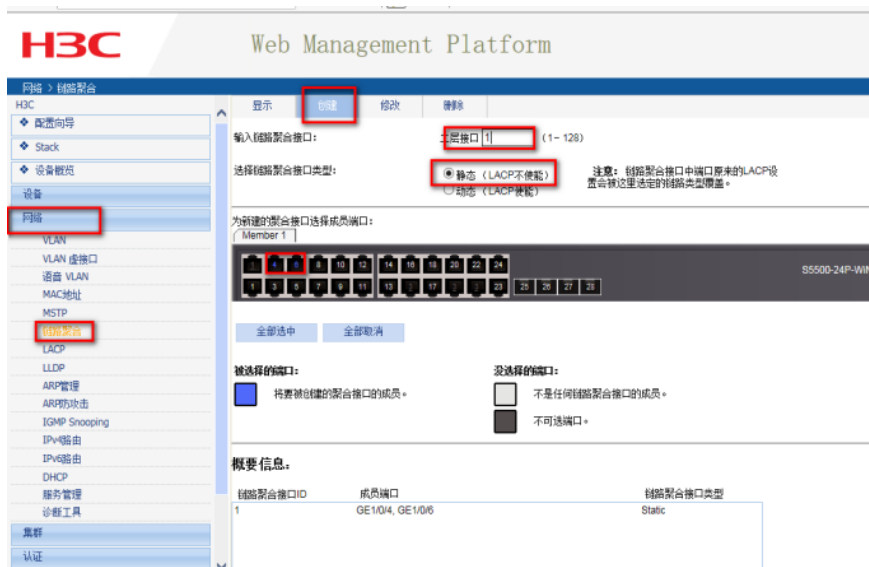 H3C
Web Management Platform
网络 > 链路聚合
H3C
配置向导
Stack
设备概览
设备
网络
VLAN
VLAN 虚接口
语音 VLAN
MAC地址
MSTP
链路聚合
LACP
LLDP
ARP管理
ARP防攻击
IGMP Snooping
IPv4路由
IPv6路由
DHCP
服务管理
诊断工具
集群
认证
显示 创建 修改 删除
输入链路聚合接口: 二层接口 1 (1- 128)
选择链路聚合接口类型: 静态 (LACP不使能) 注意: 链路聚合接口中端口原来的LACP设
动态 (LACP使能) 置会被这里选定的链路类型覆盖。
为新建的聚合接口选择成员端口:
Member 1
4 6 8 10 12 14 16 18 20 22 24
S5500-24P-WiN
1 3 5 7 9 11 13 17 23 25 26 27 28
全部选中 全部取消
被选择的端口: 没选择的端口:
将要被创建的聚合接口的成员。 不是任何链路聚合接口的成员。
不可选端口。
概要信息:
链路聚合接口ID 成员端口 链路聚合接口类型
1 GE1/0/4, GE1/0/6 Static